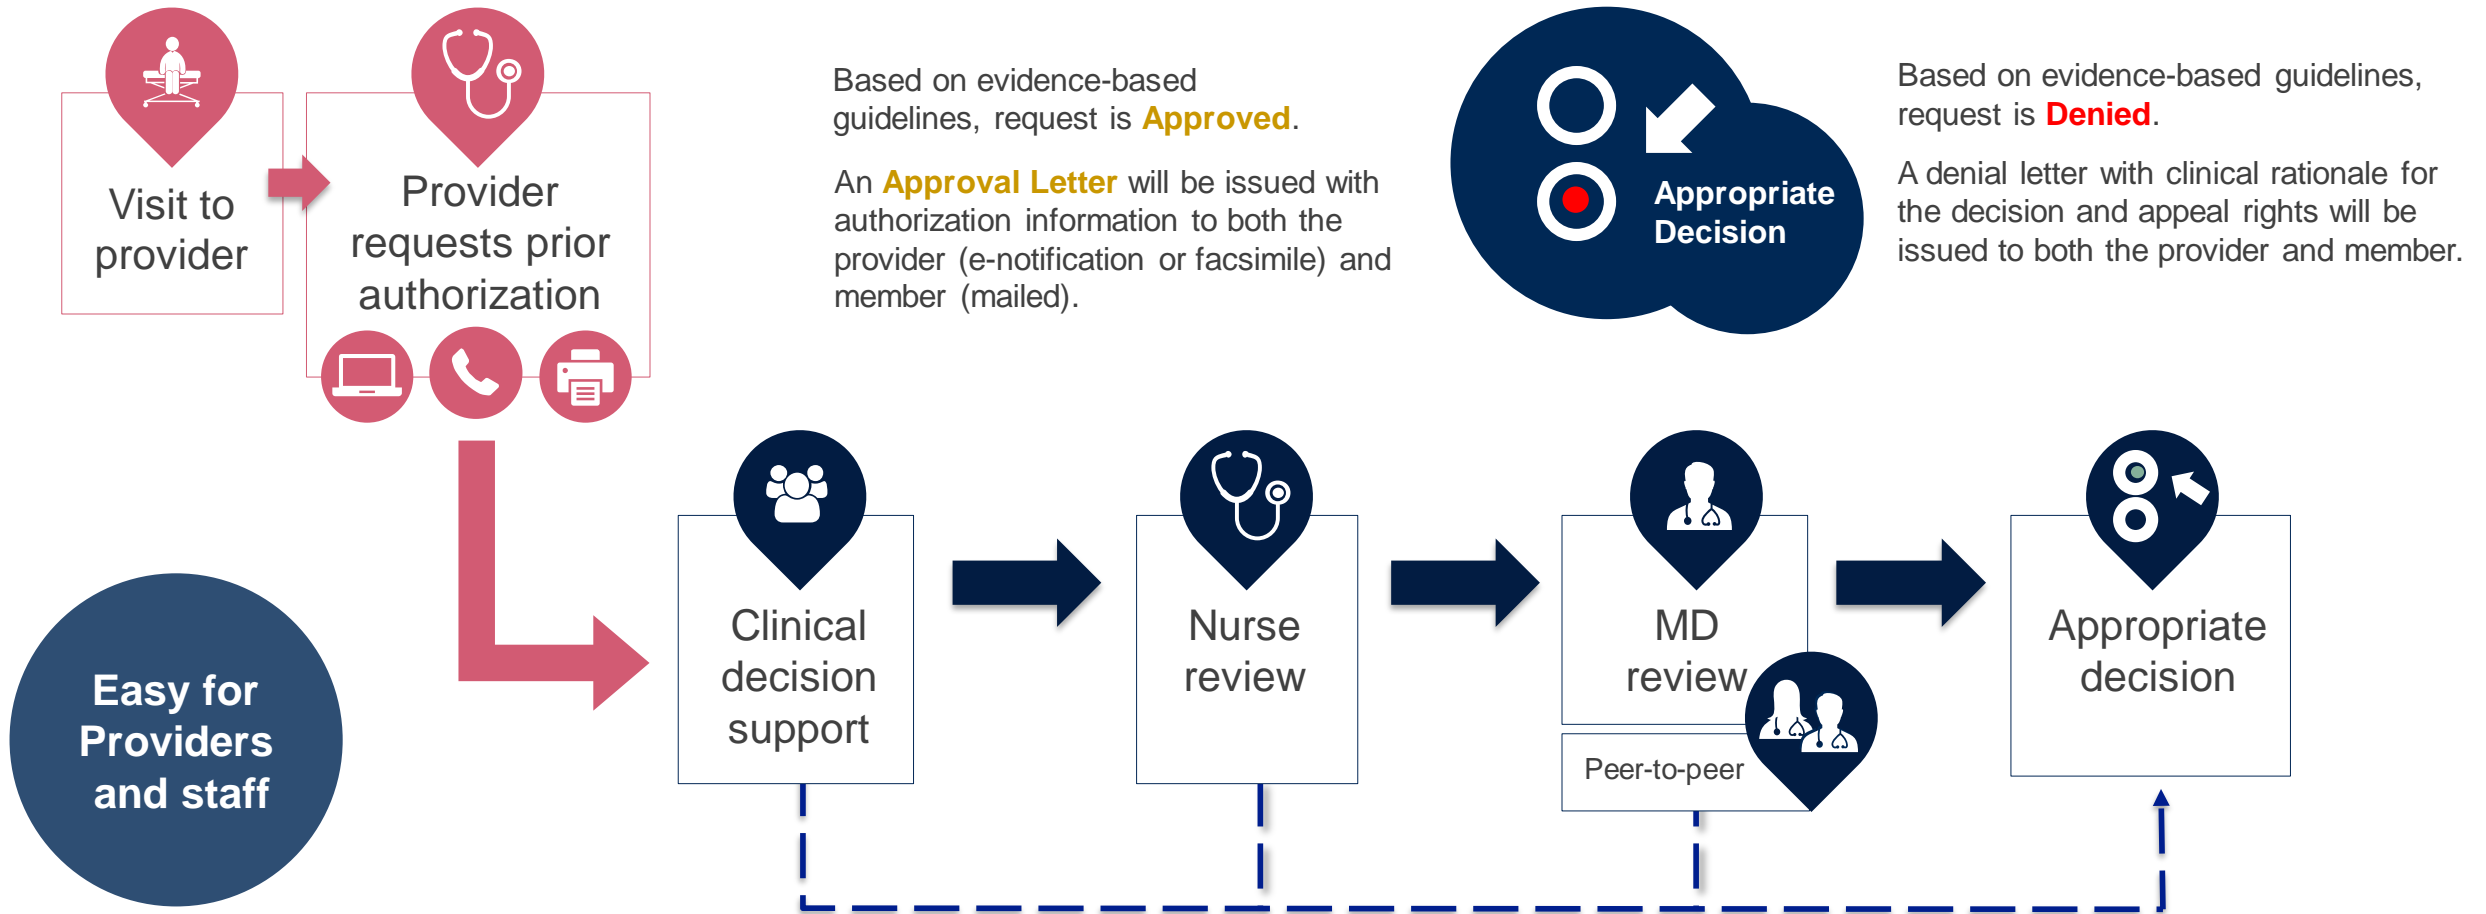 Visit to
provider
Provider
requests prior
authorization
Based on evidence-based
guidelines, request is Approved.
An Approval Letter will be issued with
authorization information to both the
provider (e-notification or facsimile) and
member (mailed).
Appropriate
Decision
Based on evidence-based guidelines,
request is Denied.
A denial letter with clinical rationale for
the decision and appeal rights will be
issued to both the provider and member.
Easy for
Providers
and staff
Clinical
decision
support
Nurse
review
MD
review
Peer-to-peer
Appropriate
decision